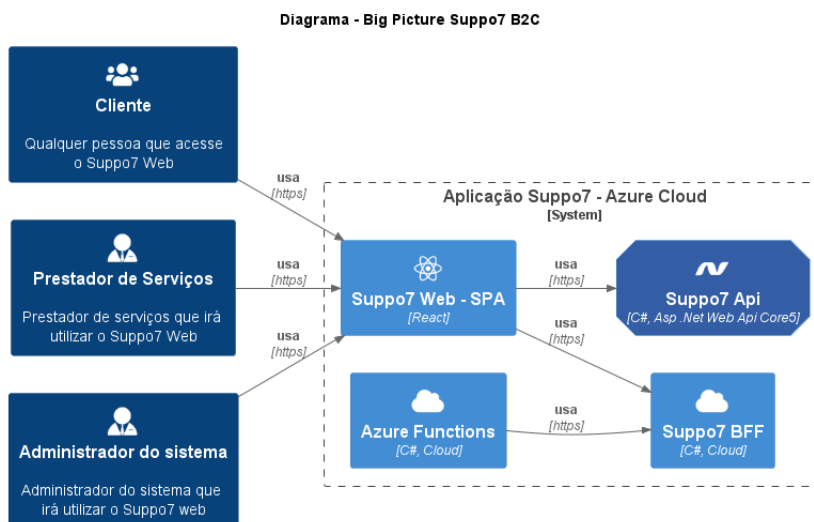 Diagrama - Big Picture Suppo7 B2C
Cliente
Qualquer pessoa que acesse
o Suppo7 Web
usa
[https]
Aplicação Suppo7 - Azure Cloud
[System]
Prestador de Serviços
Prestador de serviços que irá
utilizar o Suppo7 Web
usa
[https]
Suppo7 Web - SPA
[React]
usa
[https]
Suppo7 Api
[C#, Asp .Net Web Api Core5]
usa
[https]
usa
[https]
Administrador do sistema
Administrador do sistema que
irá utilizar o Suppo7 web
Azure Functions
[C#, Cloud]
usa
[https]
Suppo7 BFF
[C#, Cloud]